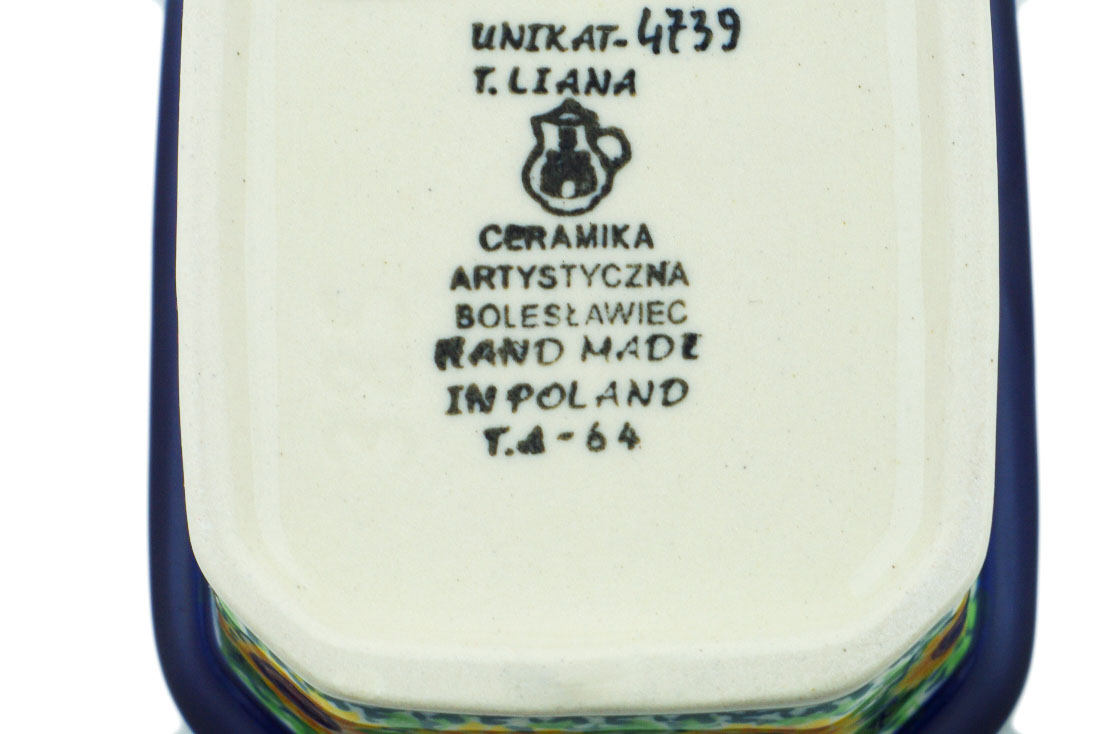 UNIKAT-4739
T. LIANA
CERAMIKA
ARTYSTYCZNA
BOLESŁAWIEC
HAND MADE
IN POLAND
T.A-64